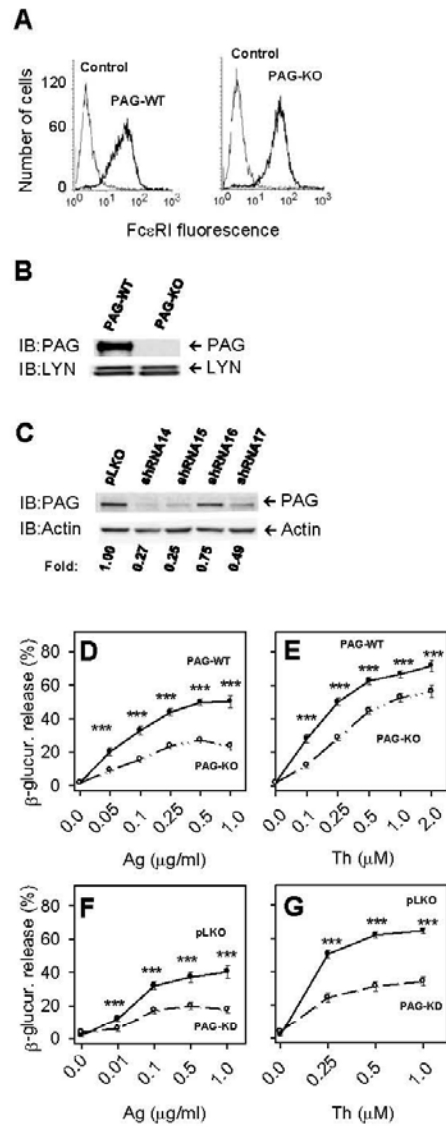 A
Control
PAG-WT
Control
PAG-KO
Number of cells
120
60
0
10⁰ 10¹ 10² 10³
10⁰ 10¹ 10² 10³
FcεRI fluorescence
B
PAG-WT
PAG-KO
IB:PAG
← PAG
IB:LYN
← LYN
C
pLKO
shRNA14
shRNA15
shRNA16
shRNA17
IB:PAG
← PAG
IB:Actin
← Actin
Fold:
1.00
0.27
0.25
0.75
0.49
β-glucur. release (%)
80
60
40
20
0
D
PAG-WT
*** *** *** *** ***
PAG-KO
0.0 0.05 0.1 0.25 0.5 1.0
Ag (μg/ml)
E
PAG-WT
*** *** *** *** ***
PAG-KO
0.0 0.1 0.25 0.5 1.0 2.0
Th (μM)
β-glucur. release (%)
80
60
40
20
0
F
pLKO
*** *** *** ***
PAG-KD
0.0 0.01 0.1 0.5 1.0
Ag (μg/ml)
G
pLKO
*** *** ***
PAG-KD
0.0 0.25 0.5 1.0
Th (μM)